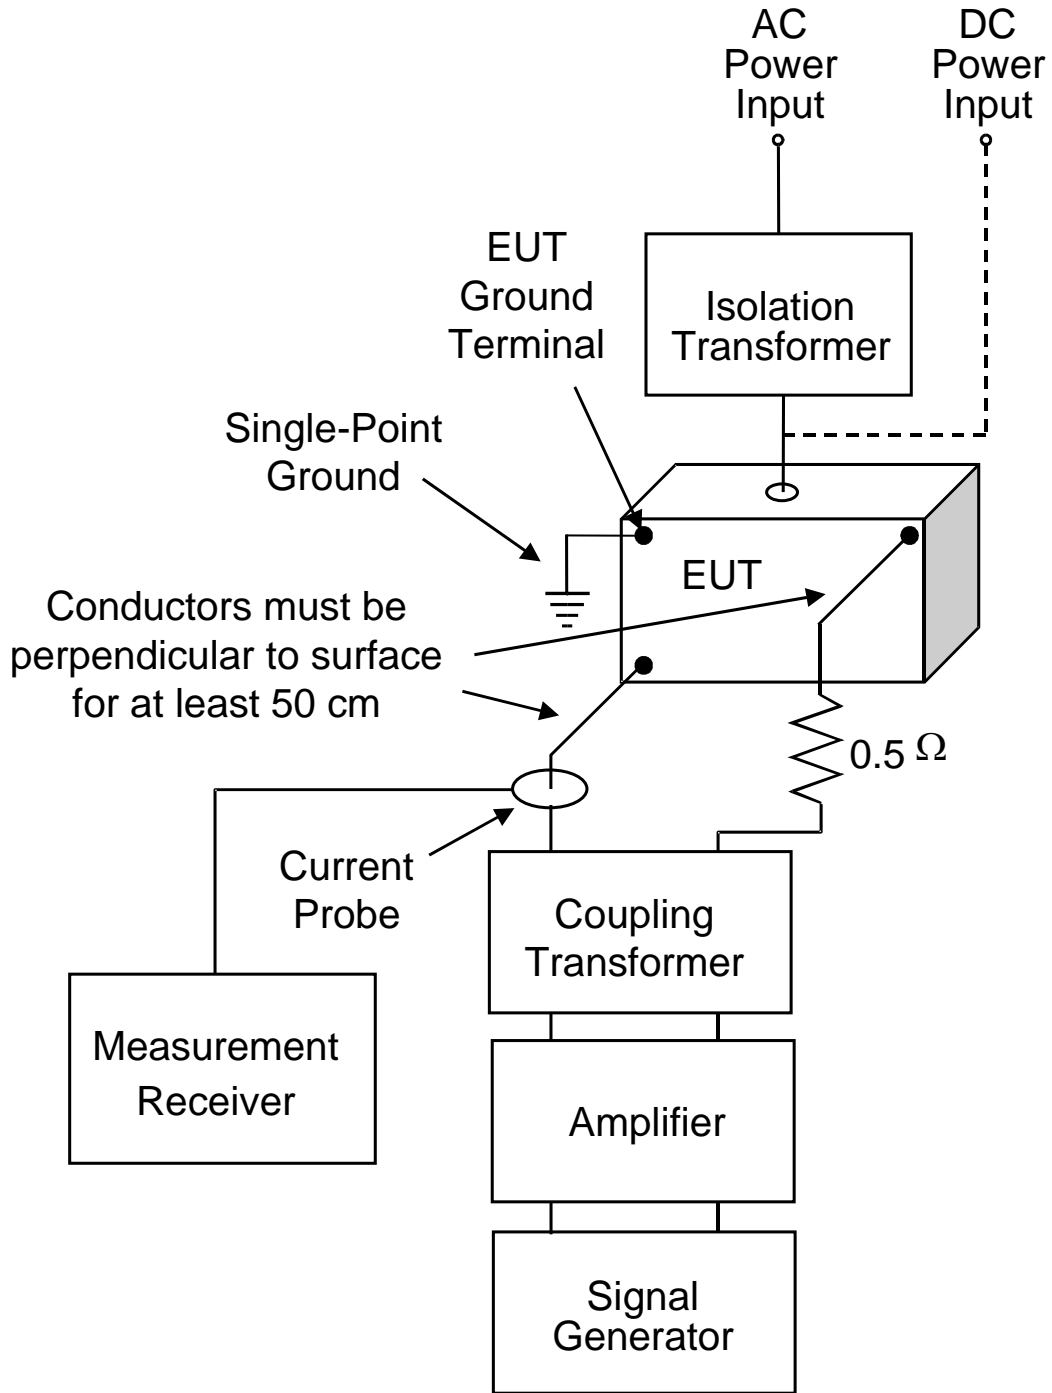 AC
Power
Input
DC
Power
Input
EUT
Ground
Terminal
Isolation
Transformer
Single-Point
Ground
EUT
Conductors must be
perpendicular to surface
for at least 50 cm
0.5 Ω
Current
Probe
Coupling
Transformer
Measurement
Receiver
Amplifier
Signal
Generator